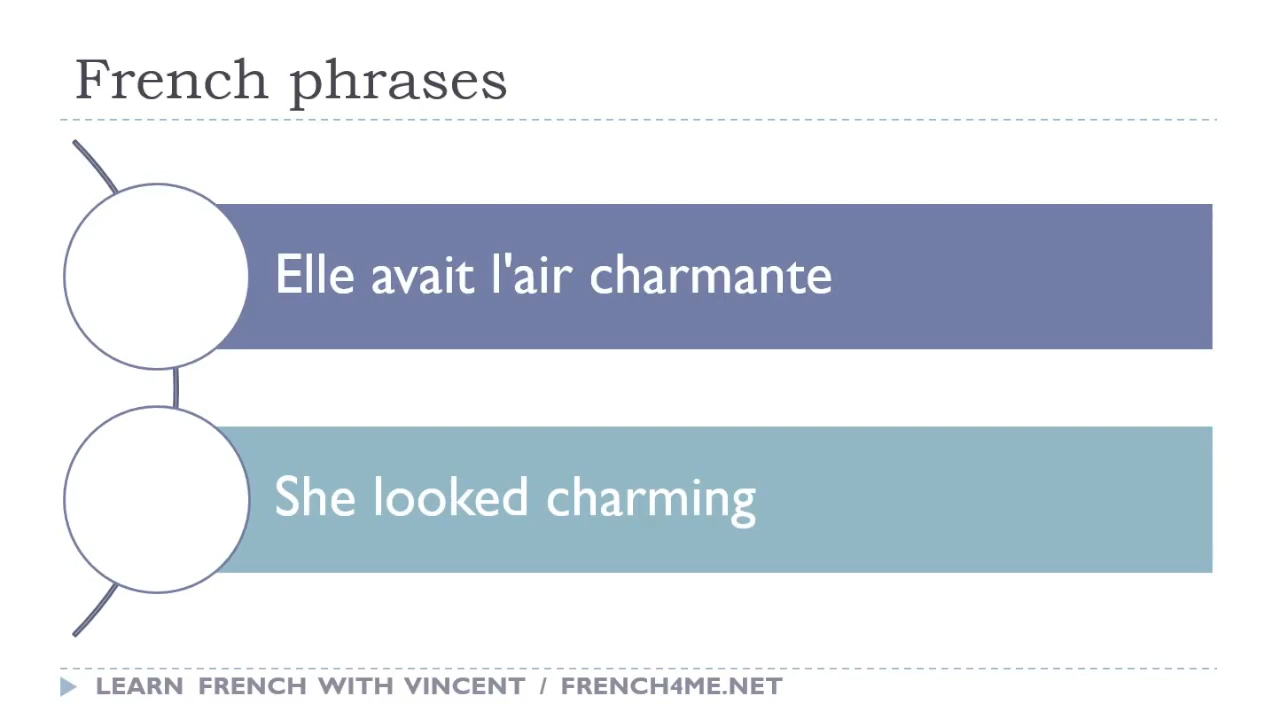 French phrases
Elle avait l'air charmante
She looked charming
LEARN FRENCH WITH VINCENT / FRENCH4ME.NET